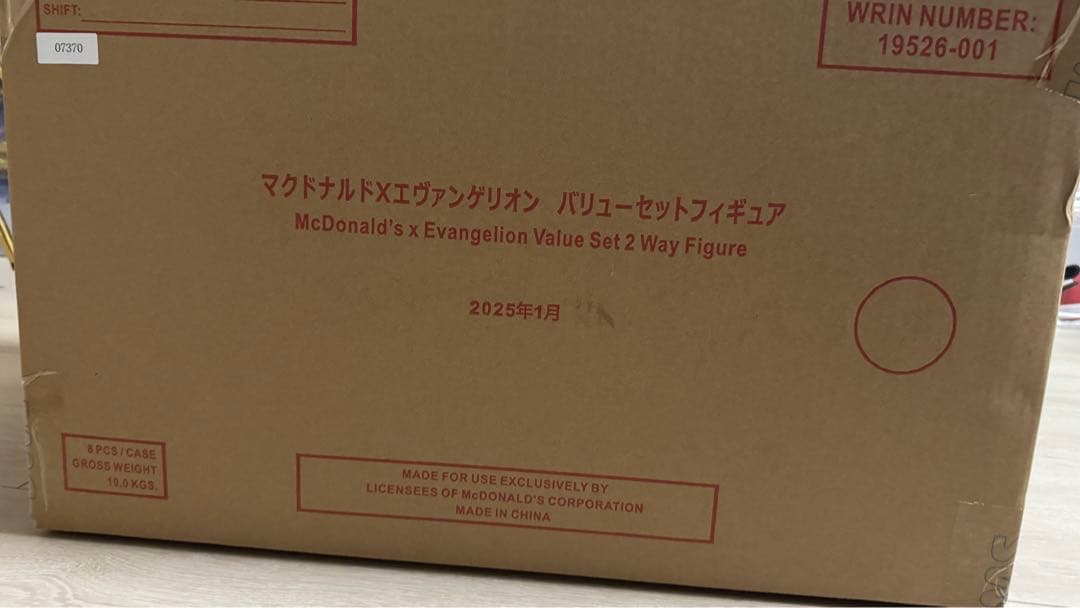 SHIFT:
07370
WRIN NUMBER:
19526-001
マクドナルドXエヴァンゲリオン バリューセットフィギュア
McDonald's x Evangelion Value Set 2 Way Figure
2025年1月
PCS / CASE
GROSS WEIGHT
10.0 KGS.
MADE FOR USE EXCLUSIVELY BY
LICENSEES OF McDONALD'S CORPORATION
MADE IN CHINA